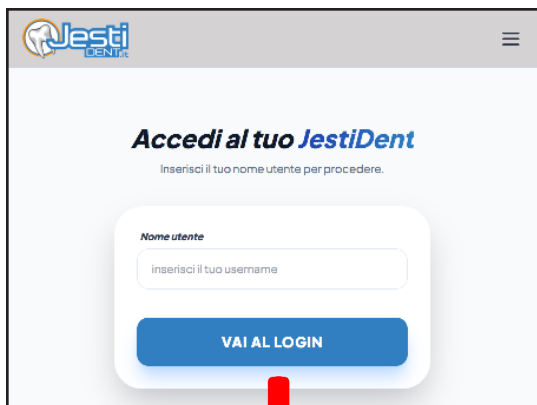 Jesti
DENT.it
Accedi al tuo JestiDent
Inserisci il tuo nome utente per procedere.
Nome utente
inserisci il tuo username
VAI AL LOGIN